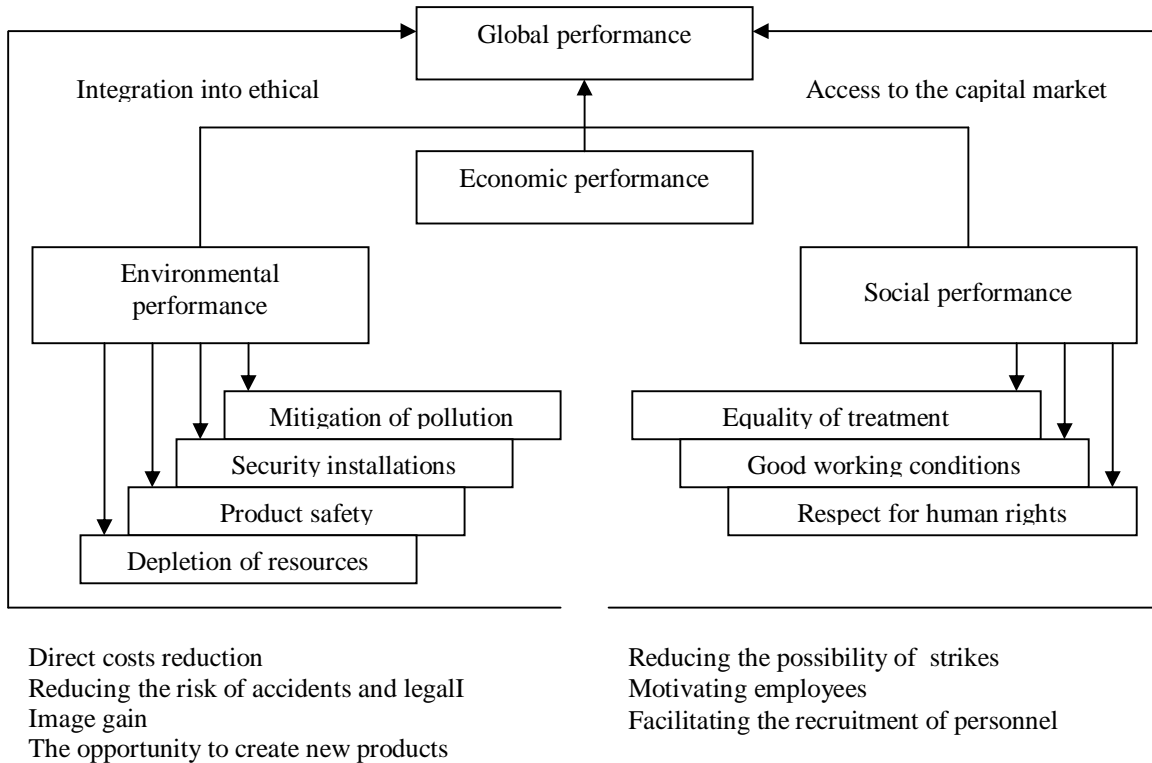 Global performance
Integration into ethical
Access to the capital market
Economic performance
Environmental
performance
Social performance
Mitigation of pollution
Security installations
Product safety
Depletion of resources
Equality of treatment
Good working conditions
Respect for human rights
Direct costs reduction
Reducing the risk of accidents and legalI
Image gain
The opportunity to create new products
Reducing the possibility of strikes
Motivating employees
Facilitating the recruitment of personnel